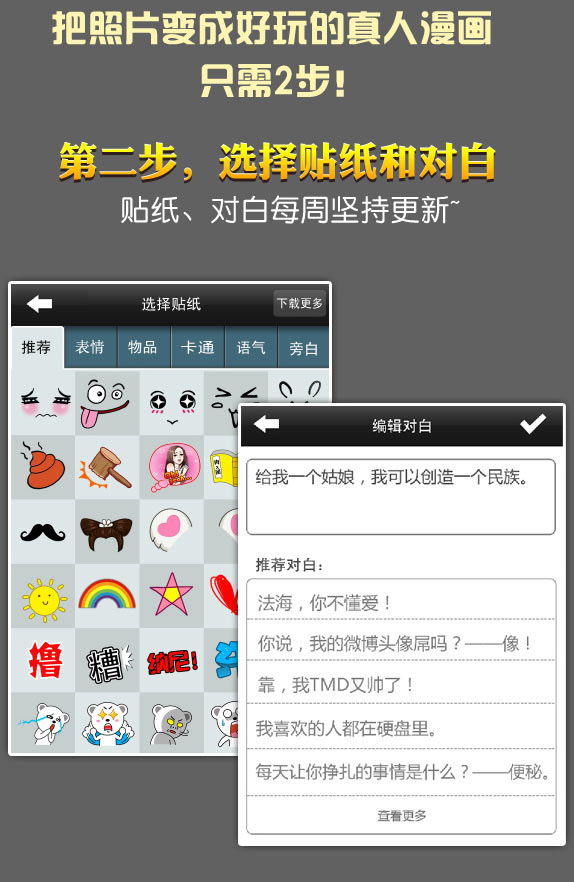 把照片变成好玩的真人漫画
只需2步！
第二步，选择贴纸和对白
贴纸、对白每周坚持更新~
选择贴纸
下载更多
推荐
表情
物品
卡通
语气
旁白
撸
糟
纳尼！
编辑对白
给我一个姑娘，我可以创造一个民族。
推荐对白：
法海，你不懂爱！
你说，我的微博头像屌吗？——像！
靠，我TMD又帅了！
我喜欢的人都在硬盘里。
每天让你挣扎的事情是什么？——便秘。
查看更多